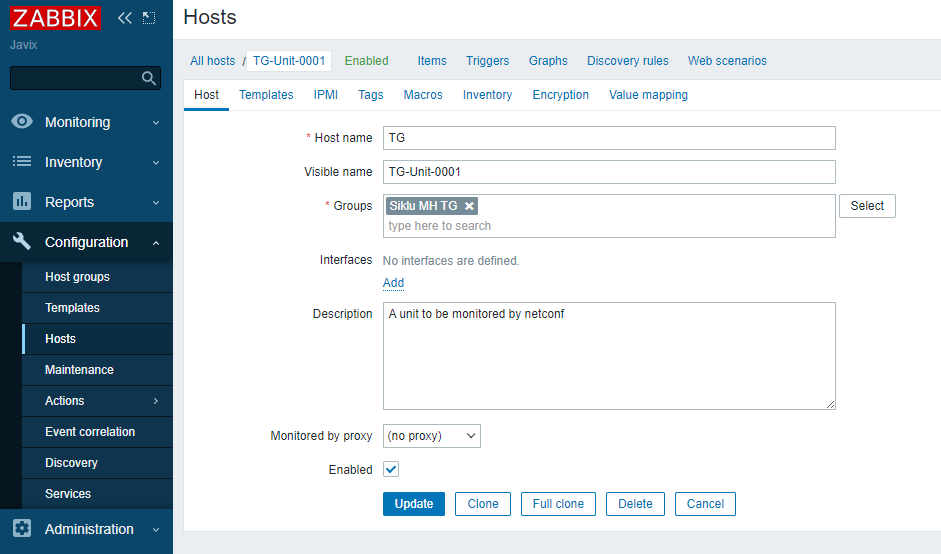 ZABBIX
Javix
Monitoring
Inventory
Reports
Configuration
Host groups
Templates
Hosts
Maintenance
Actions
Event correlation
Discovery
Services
Administration
Hosts
All hosts / TG-Unit-0001 Enabled Items Triggers Graphs Discovery rules Web scenarios
Host Templates IPMI Tags Macros Inventory Encryption Value mapping
* Host name TG
Visible name TG-Unit-0001
* Groups Siklu MH TG Select
type here to search
Interfaces No interfaces are defined.
Add
Description A unit to be monitored by netconf
Monitored by proxy (no proxy)
Enabled
Update Clone Full clone Delete Cancel